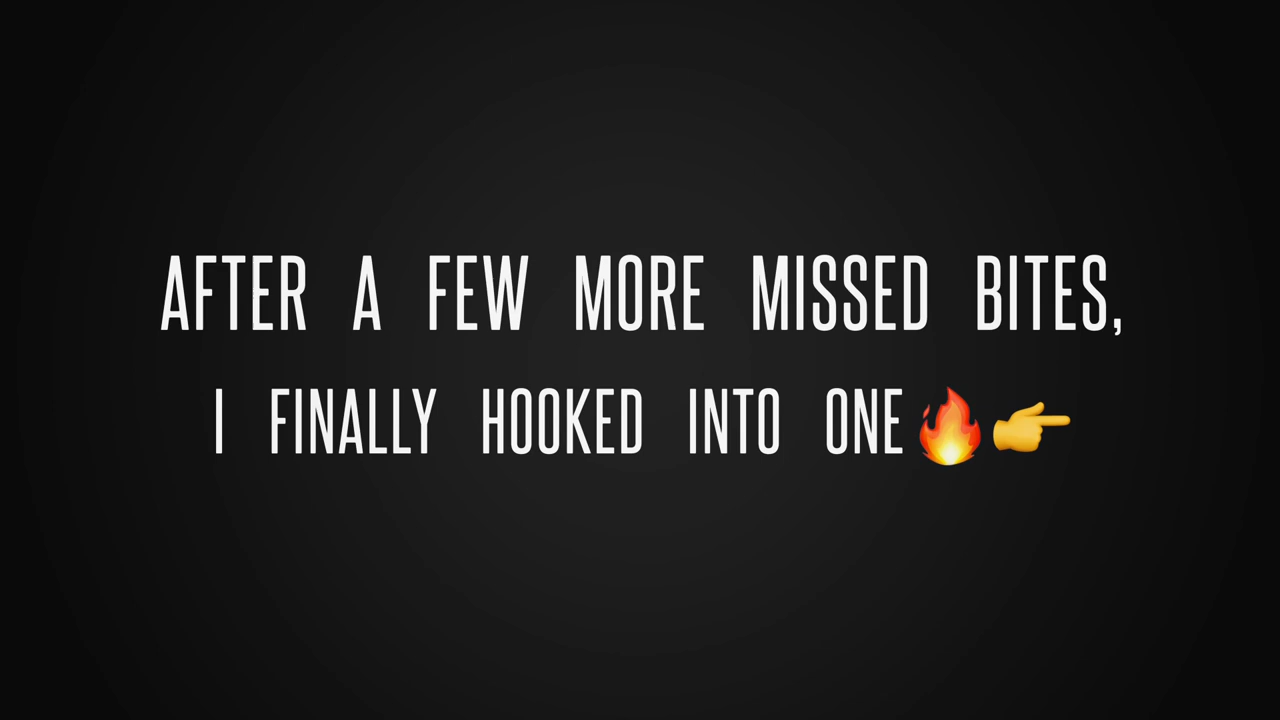 AFTER A FEW MORE MISSED BITES,
I FINALLY HOOKED INTO ONE🔥👉